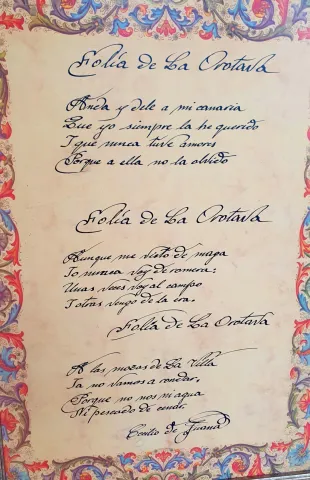 Folía de La Orotava
Anda y dele a mi canaria
Que yo siempre la he querido
Y que nunca tuve amores
Porque a ella no la olvido
Folía de La Orotava
Aunque me visto de maga
Yo nunca voy de romera:
Unas veces voy al campo
Y otras vengo de la era.
Folía de La Orotava
A las mozas de La Villa
Ya no vamos a rondar,
Porque no nos
Ni pescado de
de